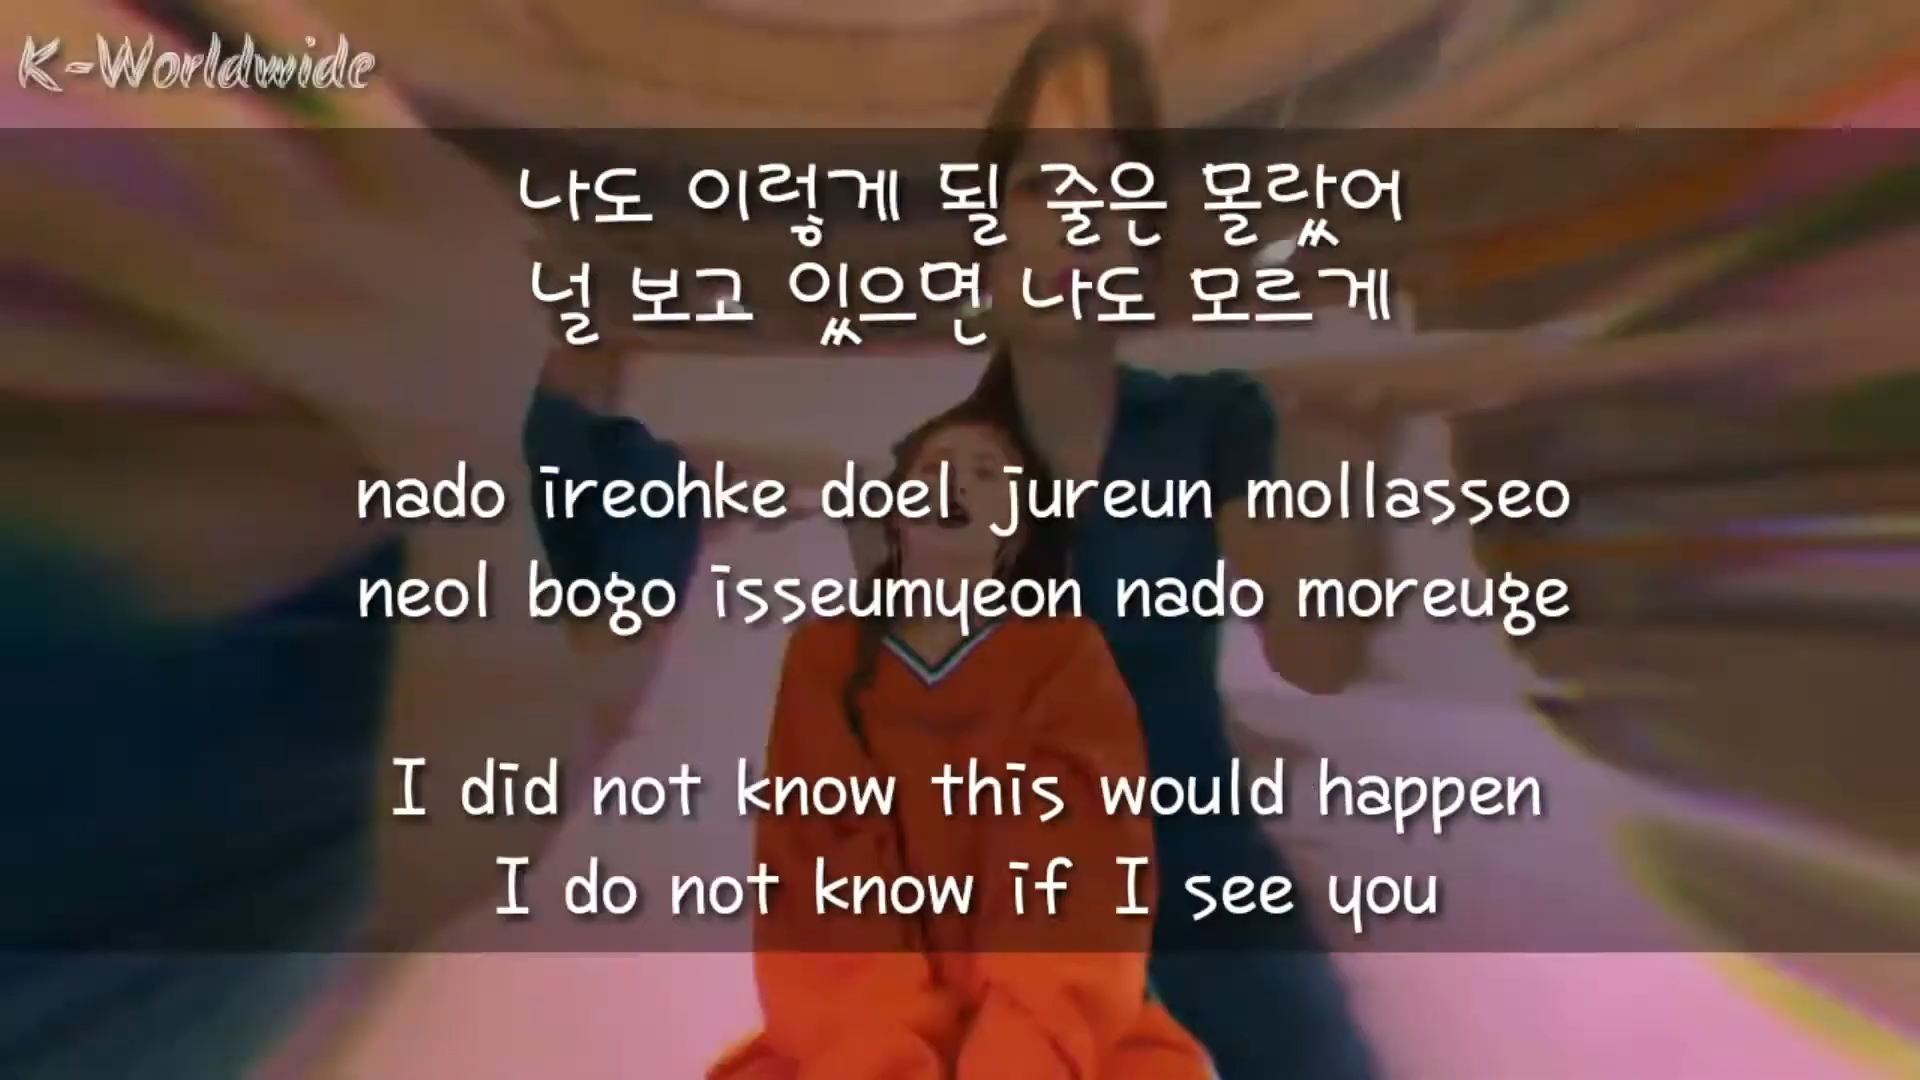 K-Worldwide
나도 이렇게 될 줄은 몰랐어
널 보고 있으면 나도 모르게
nado ireohke doel jureun mollasseo
neol bogo isseumyeon nado moreuge
I did not know this would happen
I do not know if I see you